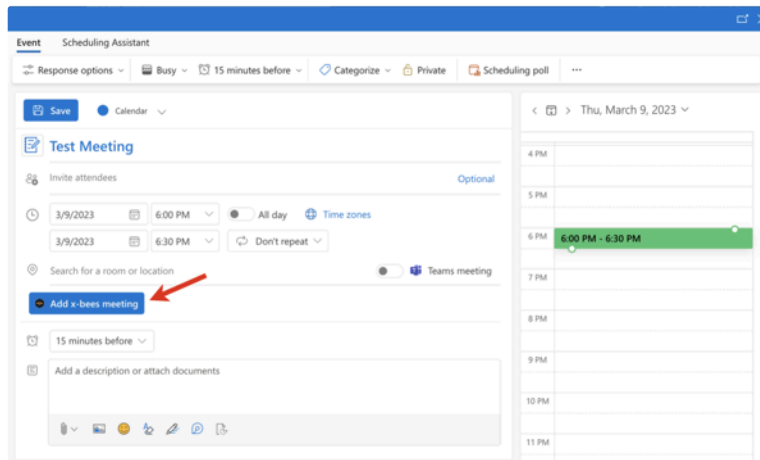 Event Scheduling Assistant
Response options Busy 15 minutes before Categorize Private Scheduling poll ...
Save Calendar
Thu, March 9, 2023
Test Meeting
Invite attendees Optional
3/9/2023 6:00 PM All day Time zones
3/9/2023 6:30 PM Don't repeat
Search for a room or location Teams meeting
Add x-bees meeting
15 minutes before
Add a description or attach documents
4 PM
5 PM
6 PM 6:00 PM - 6:30 PM
7 PM
8 PM
9 PM
10 PM
11 PM